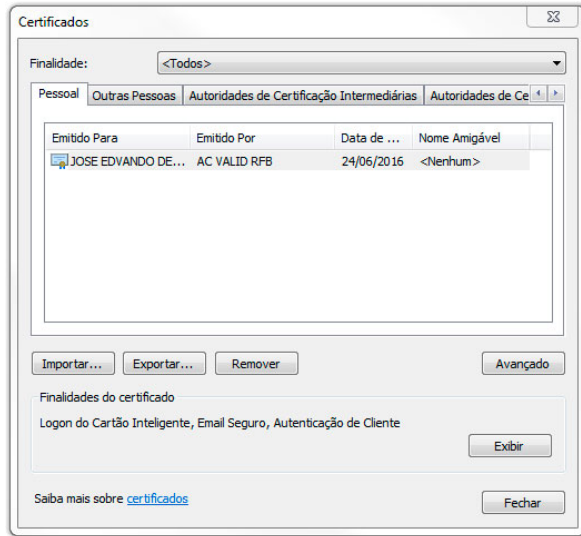 Certificados
Finalidade: <Todos>
Pessoal Outras Pessoas Autoridades de Certificação Intermediárias Autoridades de Ce
Emitido Para Emitido Por Data de ... Nome Amigável
JOSE EDVANDO DE... AC VALID RFB 24/06/2016 <Nenhum>
Importar... Exportar... Remover Avançado
Finalidades do certificado
Logon do Cartão Inteligente, Email Seguro, Autenticação de Cliente
Exibir
Saiba mais sobre certificados
Fechar